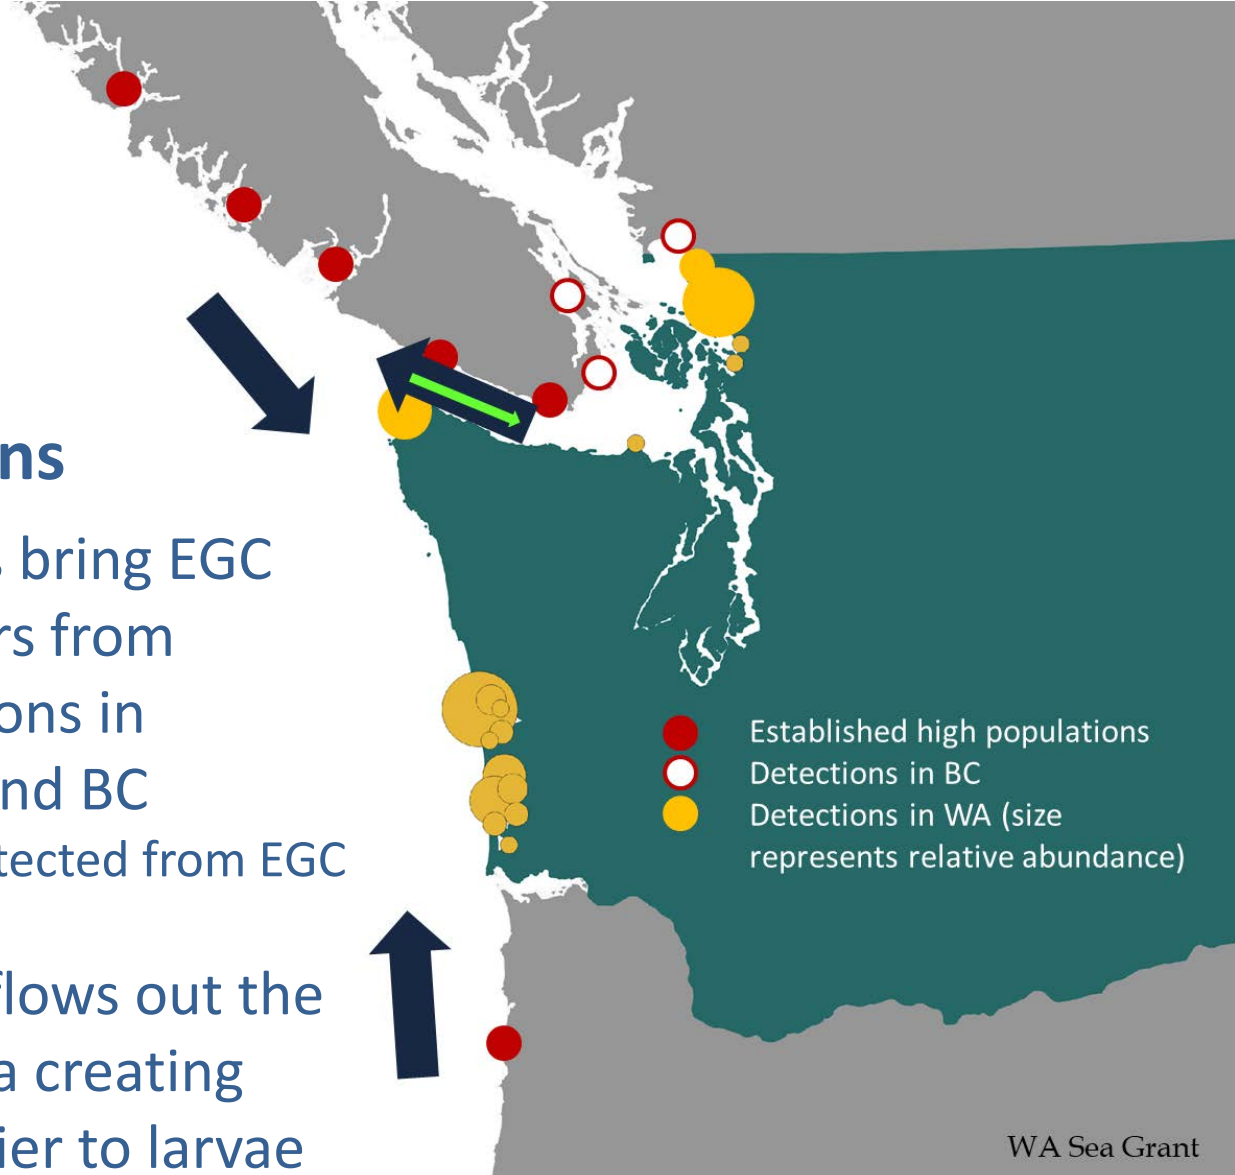 ns
bring EGC
rs from
ons in
nd BC
tected from EGC
flows out the
a creating
ier to larvae
Established high populations
Detections in BC
Detections in WA (size
represents relative abundance)
WA Sea Grant